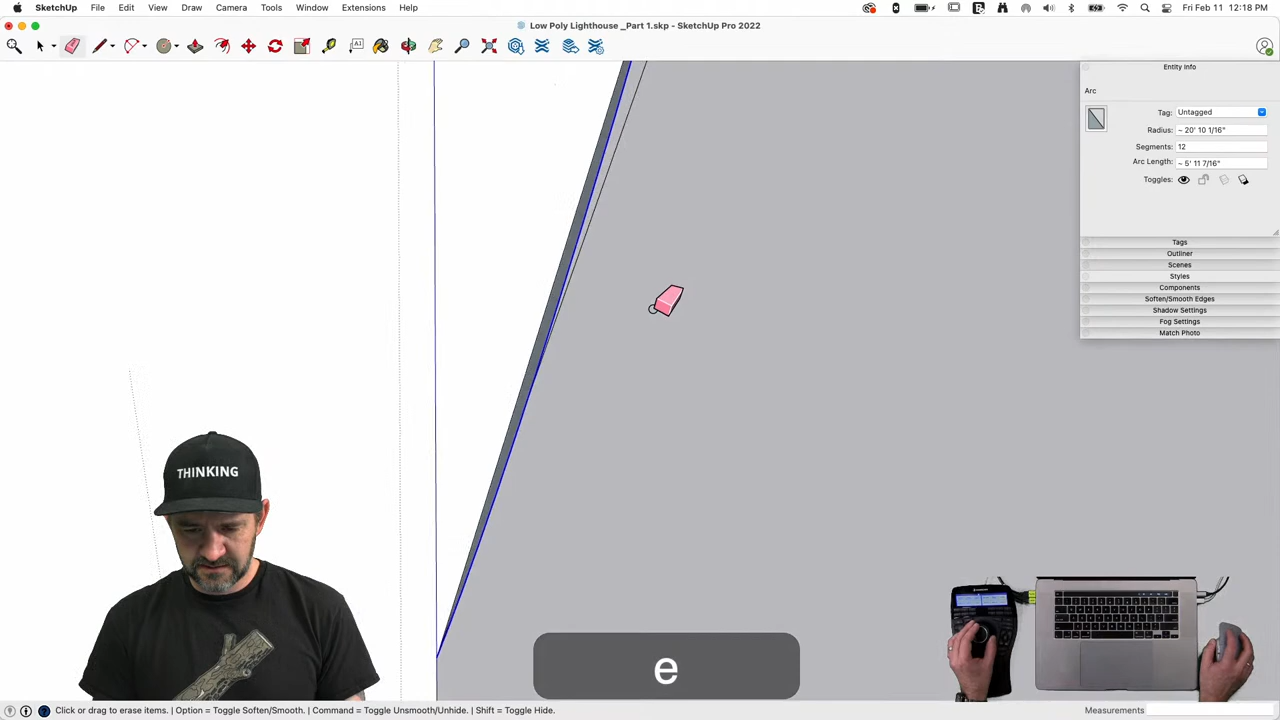 SketchUp File Edit View Draw Camera Tools Window Extensions Help Fri Feb 11 12:18 PM
Low Poly Lighthouse _Part 1.skp - SketchUp Pro 2022
Entity Info
Arc
Tag: Untagged
Radius: ~ 20' 10 1/16"
Segments: 12
Arc Length: ~ 5' 11 7/16"
Toggles:
Tags
Outliner
Scenes
Styles
Components
Soften/Smooth Edges
Shadow Settings
Fog Settings
Match Photo
THINKING
e
Click or drag to erase items. | Option = Toggle Soften/Smooth. | Command = Toggle Unsmooth/Unhide. | Shift = Toggle Hide. Measurements